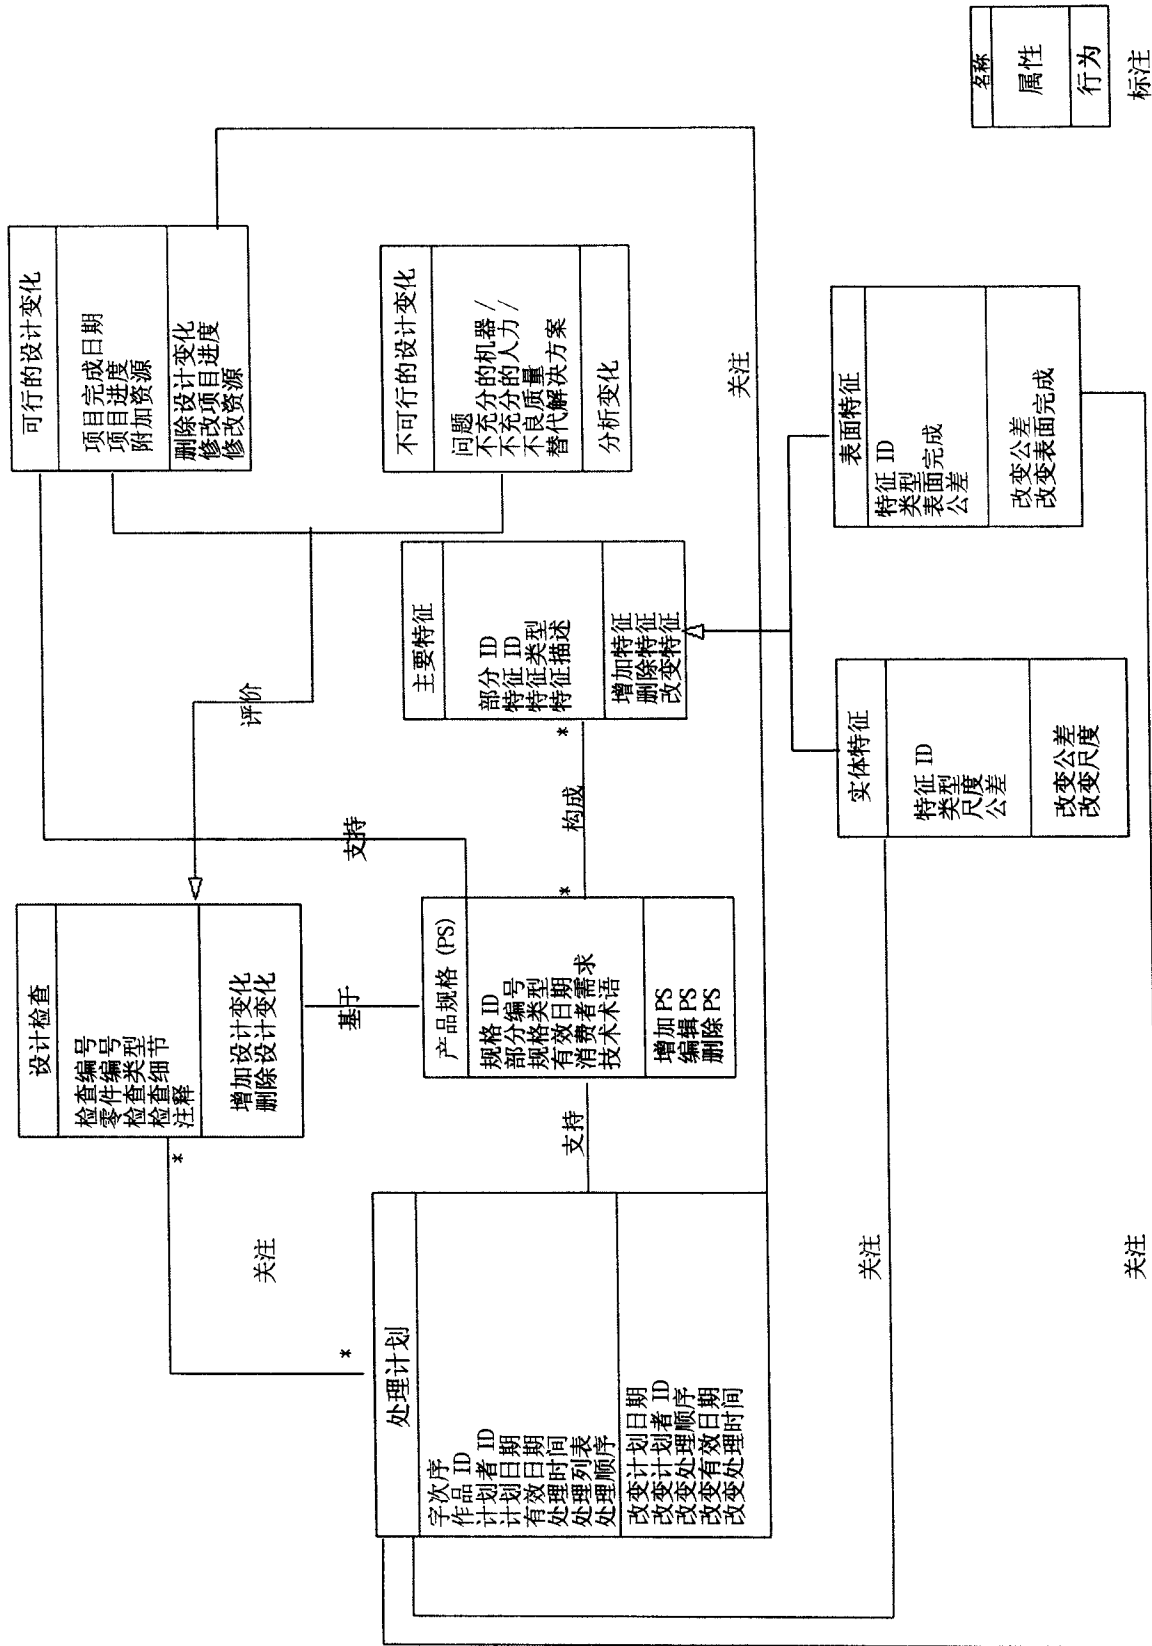 设计检查
检查编号
零件编号
检查类型
检查细节
注释
增加设计变化
删除设计变化
可行的设计变化
项目完成日期
项目进度
附加资源
删除设计变化
修改项目进度
修改资源
评价
支持
基于
关注
*
*
处理计划
字次序
作品 ID
计划者 ID
计划日期
有效日期
处理时间
处理列表
处理顺序
改变计划日期
改变计划者 ID
改变处理顺序
改变有效日期
改变处理时间
支持
产品规格 (PS)
规格 ID
部分编号
规格类型
有效日期
消费者需求
技术术语
增加 PS
编辑 PS
删除 PS
*
构成
*
主要特征
部分 ID
特征 ID
特征类型
特征描述
增加特征
删除特征
改变特征
不可行的设计变化
问题
不充分的机器 /
不充分的人力 /
不良质量
替代解决方案
分析变化
关注
实体特征
特征 ID
类型
尺度
公差
改变公差
改变尺度
表面特征
特征 ID
类型
表面完成
公差
改变公差
改变表面完成
关注
关注
名称
属性
行为
标注